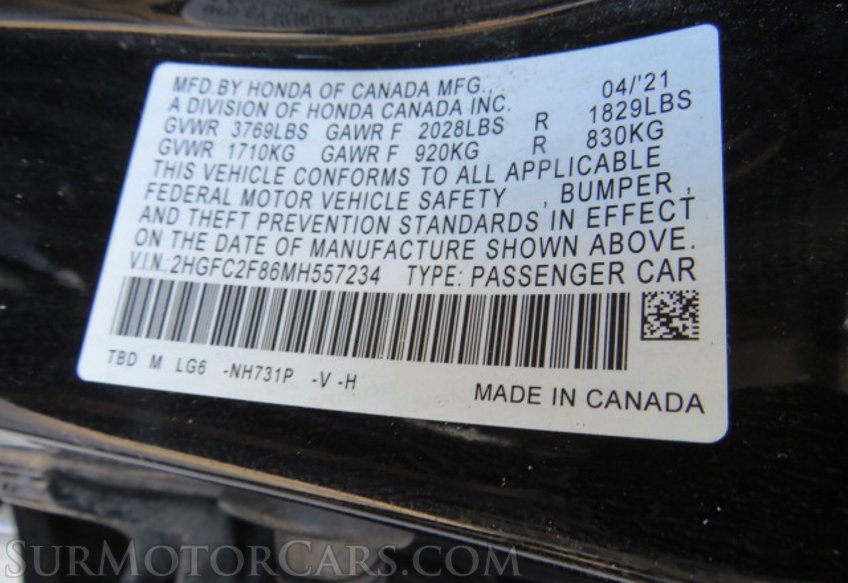 MFD.BY HONDA OF CANADA MFG., 04/'21
A DIVISION OF HONDA CANADA INC.
GVWR 3769LBS GAWR F 2028LBS R 1829LBS
GVWR 1710KG GAWR F 920KG R 830KG
THIS VEHICLE CONFORMS TO ALL APPLICABLE
FEDERAL MOTOR VEHICLE SAFETY , BUMPER ,
AND THEFT PREVENTION STANDARDS IN EFFECT
ON THE DATE OF MANUFACTURE SHOWN ABOVE.
V.I.N.:2HGFC2F86MH557234 TYPE: PASSENGER CAR
TBD M LG6 -NH731P -V -H
MADE IN CANADA
SURMOTORCARS.COM